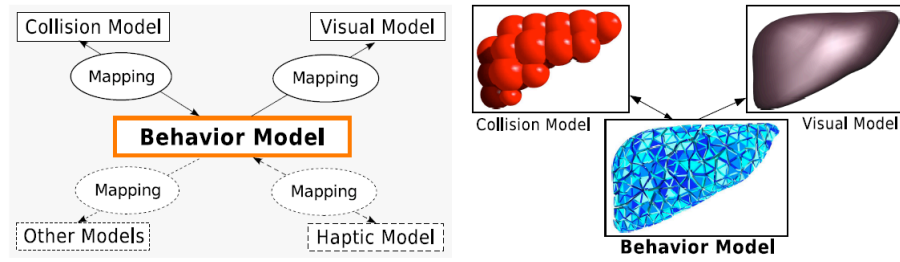 Collision Model
Visual Model
Mapping
Mapping
Behavior Model
Mapping
Mapping
Other Models
Haptic Model
Collision Model
Visual Model
Behavior Model